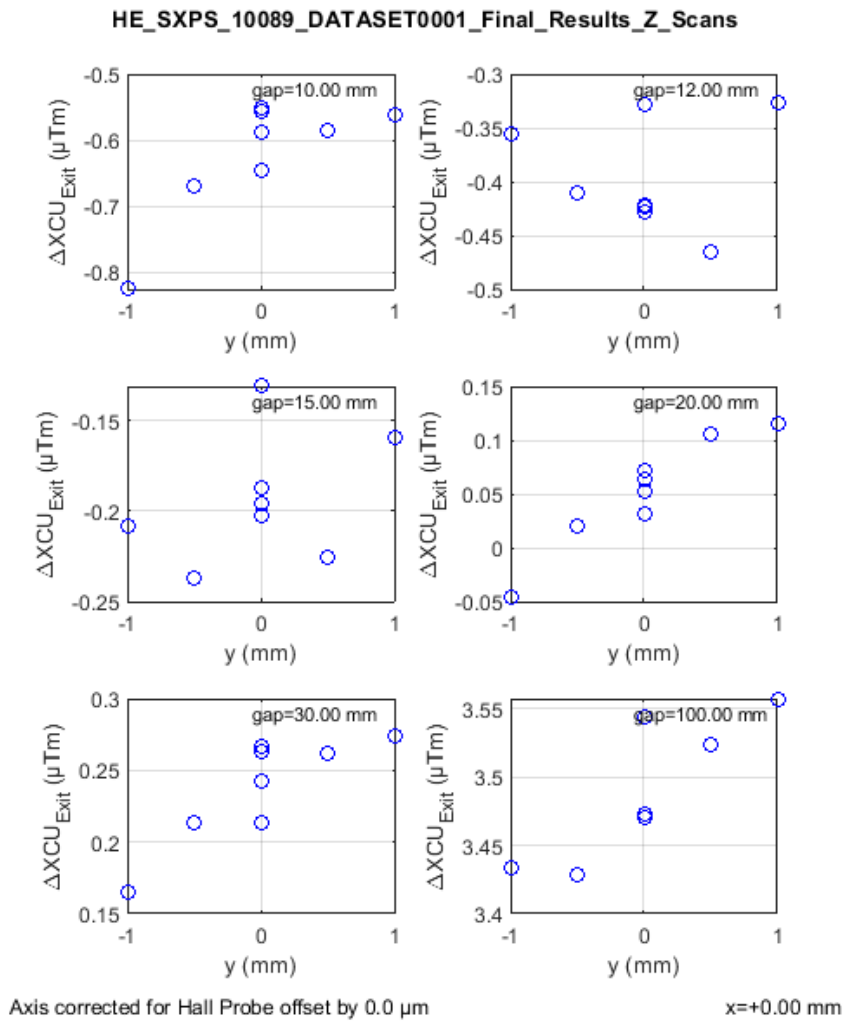 HE_SXPS_10089_DATASET0001_Final_Results_Z_Scans
gap=10.00 mm
ΔXCU_Exit (µTm)
-0.5
-0.6
-0.7
-0.8
-1
0
1
y (mm)
gap=12.00 mm
ΔXCU_Exit (µTm)
-0.3
-0.35
-0.4
-0.45
-0.5
-1
0
1
y (mm)
gap=15.00 mm
ΔXCU_Exit (µTm)
-0.15
-0.2
-0.25
-1
0
1
y (mm)
gap=20.00 mm
ΔXCU_Exit (µTm)
0.15
0.1
0.05
0
-0.05
-1
0
1
y (mm)
gap=30.00 mm
ΔXCU_Exit (µTm)
0.3
0.25
0.2
0.15
-1
0
1
y (mm)
gap=100.00 mm
ΔXCU_Exit (µTm)
3.55
3.5
3.45
3.4
-1
0
1
y (mm)
Axis corrected for Hall Probe offset by 0.0 µm
x=+0.00 mm